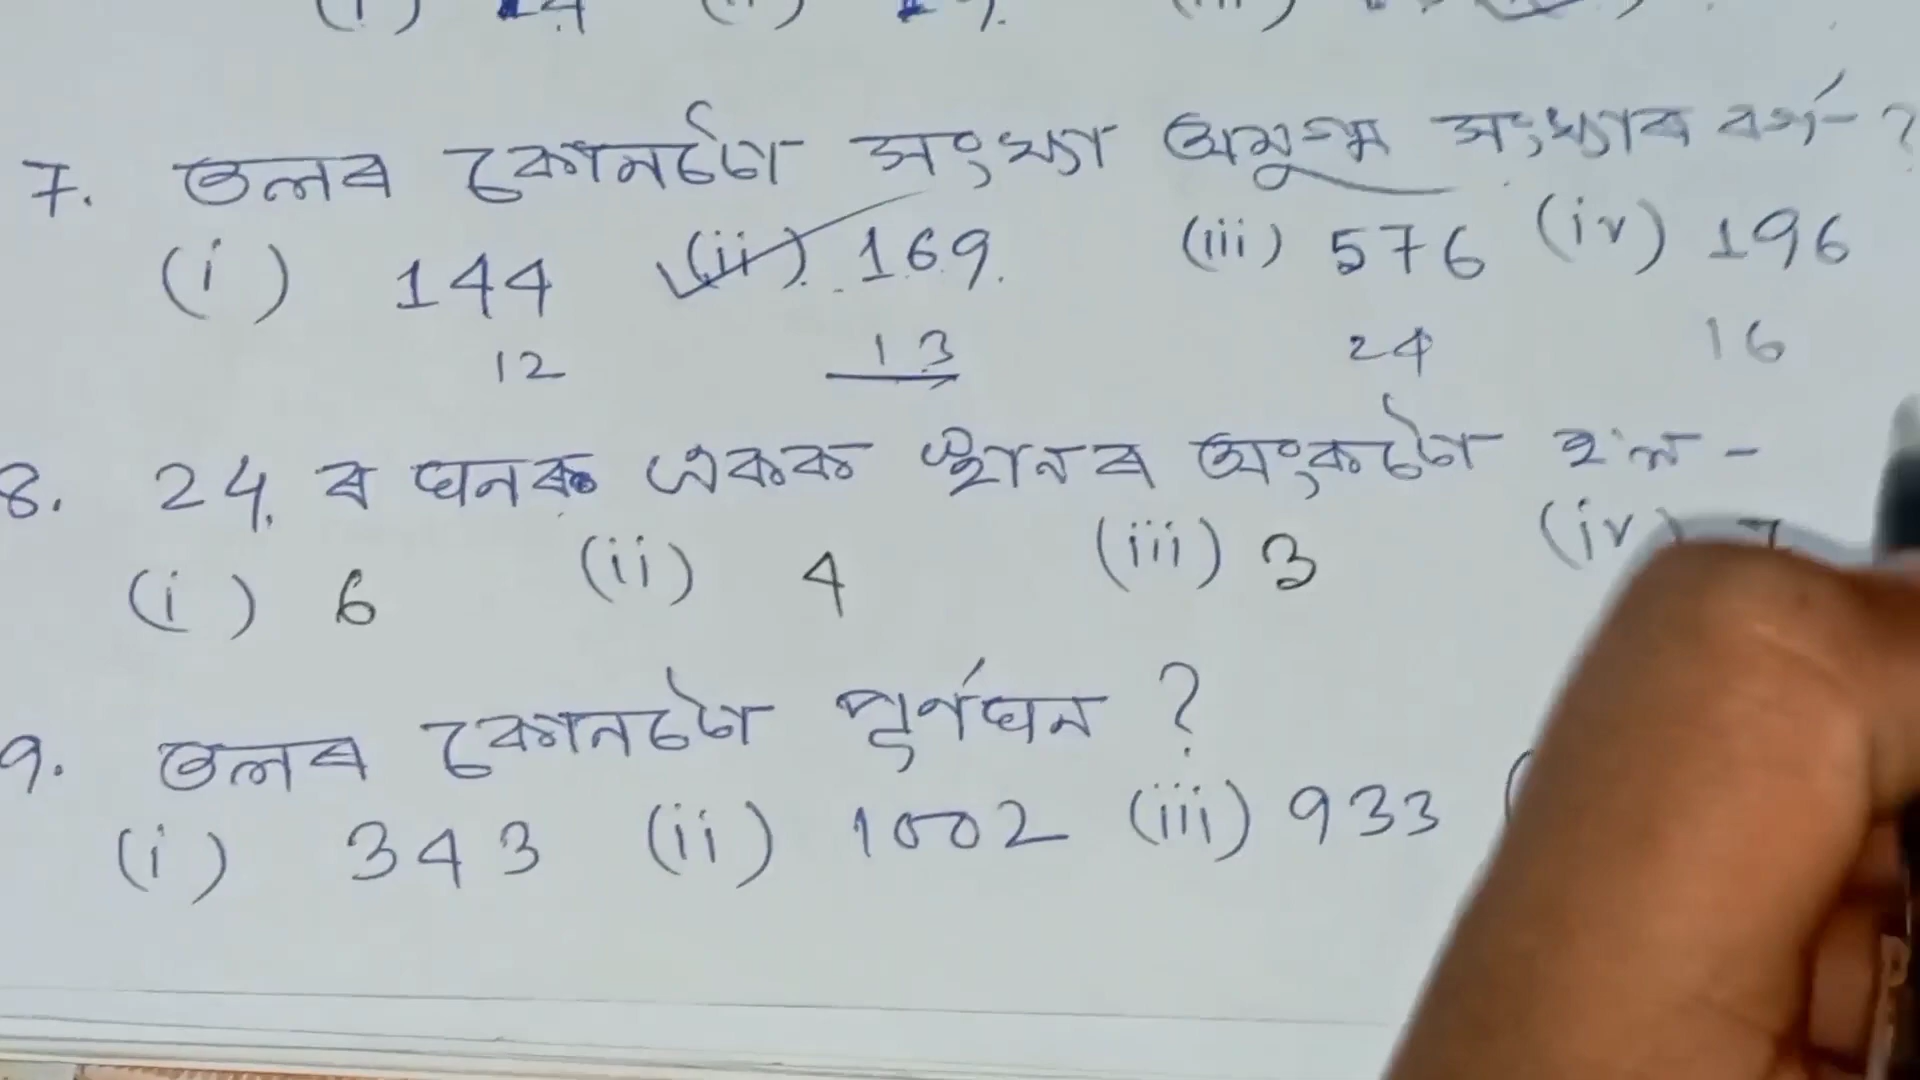 7. তলৰ কোনটো সংখ্যা অযুগ্ম সংখ্যাৰ বৰ্গ ?
(i) 144 (ii) 169 (iii) 576 (iv) 196
12 13 24 16
8. 24 ৰ ঘনৰ একক স্থানৰ অংকটো হ'ল -
(i) 6 (ii) 4 (iii) 3 (iv)
9. তলৰ কোনটো পূৰ্ণঘন ?
(i) 343 (ii) 1002 (iii) 933